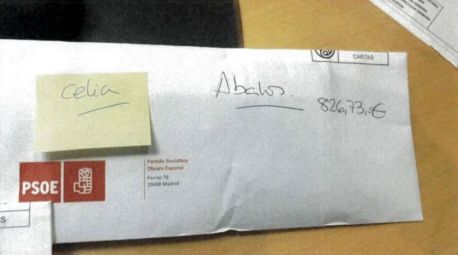 CARTAS
Celia
Abalos
826,73,-€
PSOE
Partido Socialista
Obrero Español
Ferraz 70
28008 Madrid
S